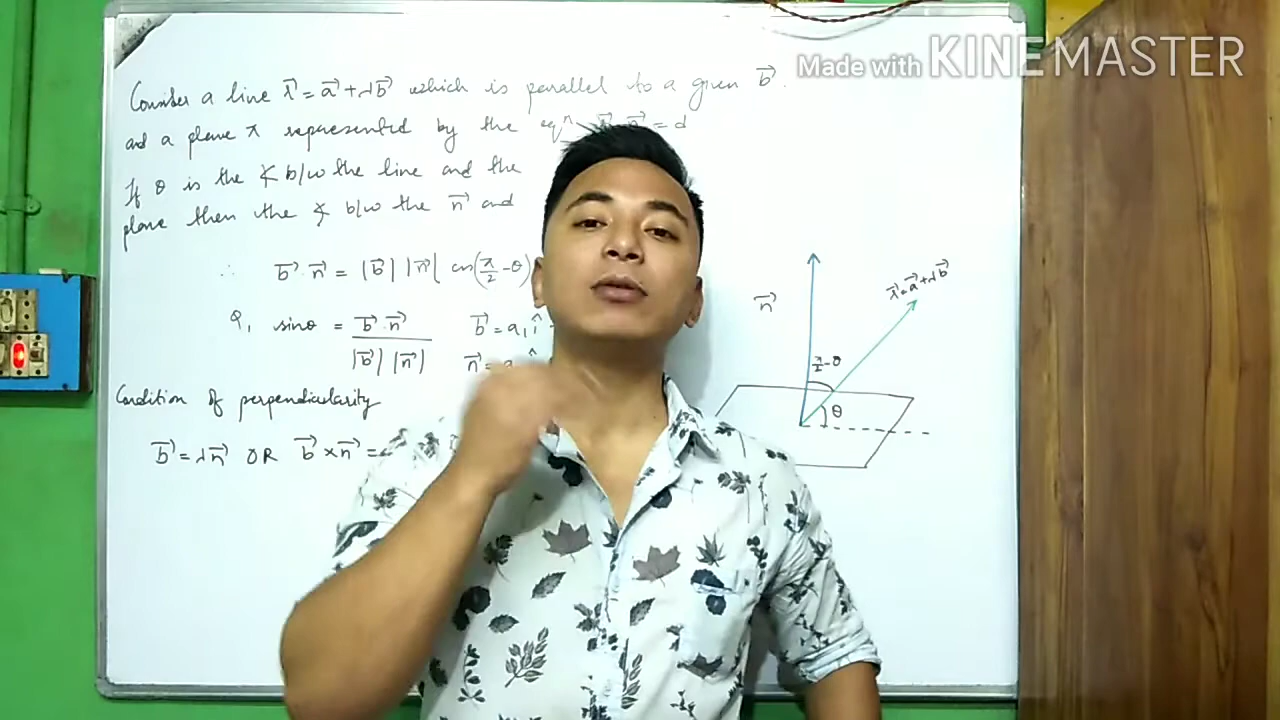 Made with KINEMASTER
Consider a line r⃗ = a⃗ + λb⃗ which is parallel to a given b⃗.
and a plane π represented by the eqⁿ = d
If θ is the ∡ b/w the line and the
plane then the ∡ b/w the n⃗ and
∴ b⃗ · n⃗ = |b⃗| |n⃗| cos(π/2 - θ)
sinθ = b⃗ · n⃗ / |b⃗| |n⃗|
b⃗ = a₁ î
n⃗ =
Condition of perpendicularity
b⃗ = λn⃗ OR b⃗ × n⃗ =
n⃗
r⃗ = a⃗ + λb⃗
π/2 - θ
θ